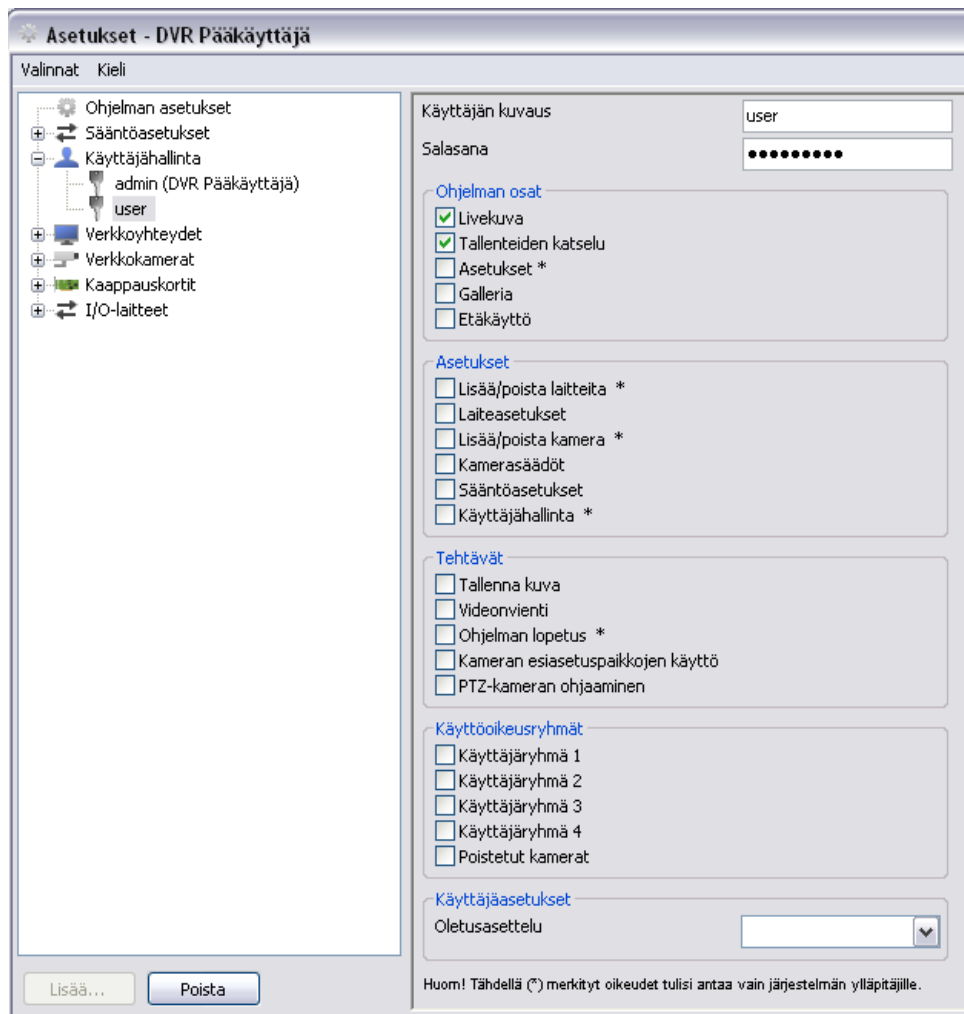 Asetukset - DVR Pääkäyttäjä
Valinnat Kieli
Ohjelman asetukset
Sääntöasetukset
Käyttäjähallinta
admin (DVR Pääkäyttäjä)
user
Verkkoyhteydet
Verkkokamerat
Kaappauskortit
I/O-laitteet
Lisää...
Poista
Käyttäjän kuvaus user
Salasana ●●●●●●●●●
Ohjelman osat
Livekuva
Tallenteiden katselu
Asetukset *
Galleria
Etäkäyttö
Asetukset
Lisää/poista laitteita *
Laiteasetukset
Lisää/poista kamera *
Kamerasäädöt
Sääntöasetukset
Käyttäjähallinta *
Tehtävät
Tallenna kuva
Videonvienti
Ohjelman lopetus *
Kameran esiasetuspaikkojen käyttö
PTZ-kameran ohjaaminen
Käyttöoikeusryhmät
Käyttäjäryhmä 1
Käyttäjäryhmä 2
Käyttäjäryhmä 3
Käyttäjäryhmä 4
Poistetut kamerat
Käyttäjäasetukset
Oletusasettelu
Huom! Tähdellä (*) merkityt oikeudet tulisi antaa vain järjestelmän ylläpitäjille.